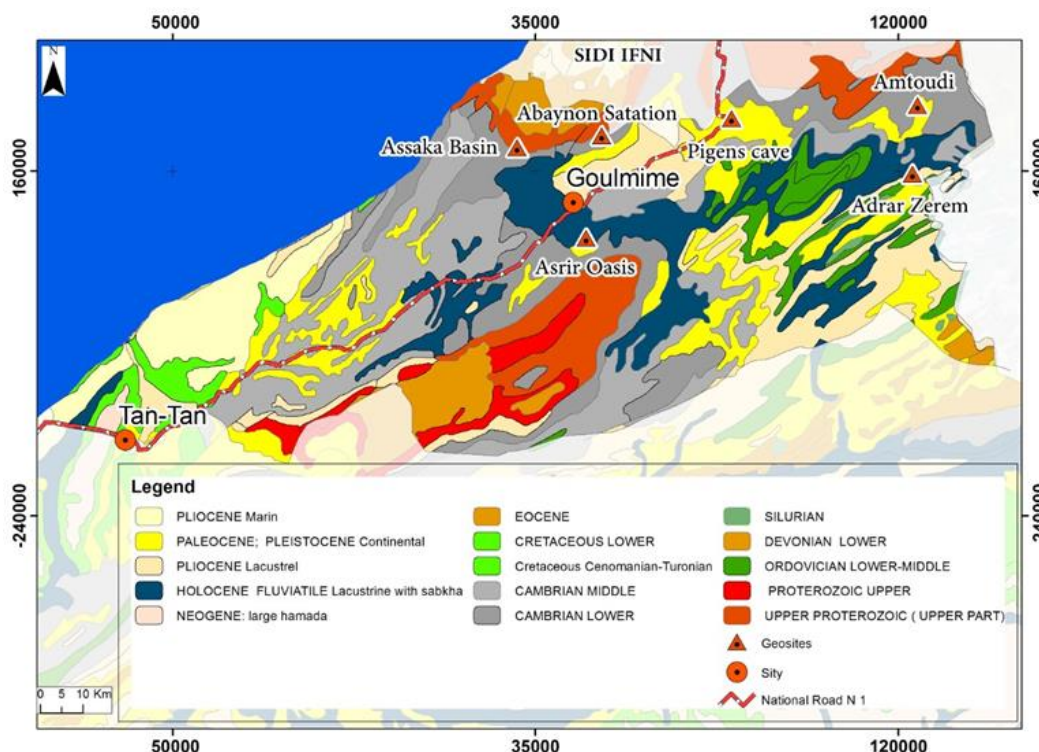 50000 35000 120000
N
SIDI IFNI
Amtoudi
Abaynon Satation
Assaka Basin
Pigens cave
160000 160000
Goulmime
Adrar Zerem
Asrir Oasis
Tan-Tan
Legend
PLIOCENE Marin
PALEOCENE; PLEISTOCENE Continental
PLIOCENE Lacustrel
HOLOCENE FLUVIATILE Lacustrine with sabkha
NEOGENE: large hamada
EOCENE
CRETACEOUS LOWER
Cretaceous Cenomanian-Turonian
CAMBRIAN MIDDLE
CAMBRIAN LOWER
SILURIAN
DEVONIAN LOWER
ORDOVICIAN LOWER-MIDDLE
PROTEROZOIC UPPER
UPPER PROTEROZOIC ( UPPER PART)
Geosites
Sity
National Road N 1
-240000
0 5 10 Km
50000 35000 120000